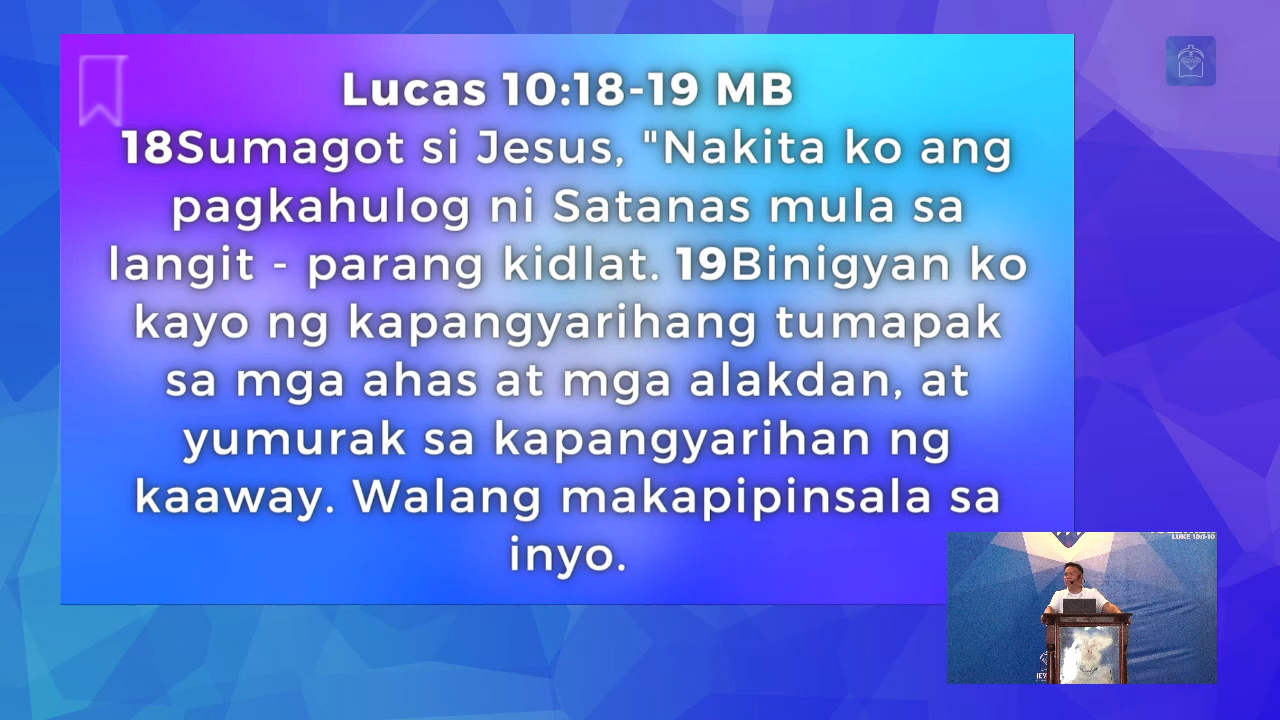 Lucas 10:18-19 MB
18Sumagot si Jesus, "Nakita ko ang
pagkahulog ni Satanas mula sa
langit - parang kidlat. 19Binigyan ko
kayo ng kapangyarihang tumapak
sa mga ahas at mga alakdan, at
yumurak sa kapangyarihan ng
kaaway. Walang makapipinsala sa
inyo.